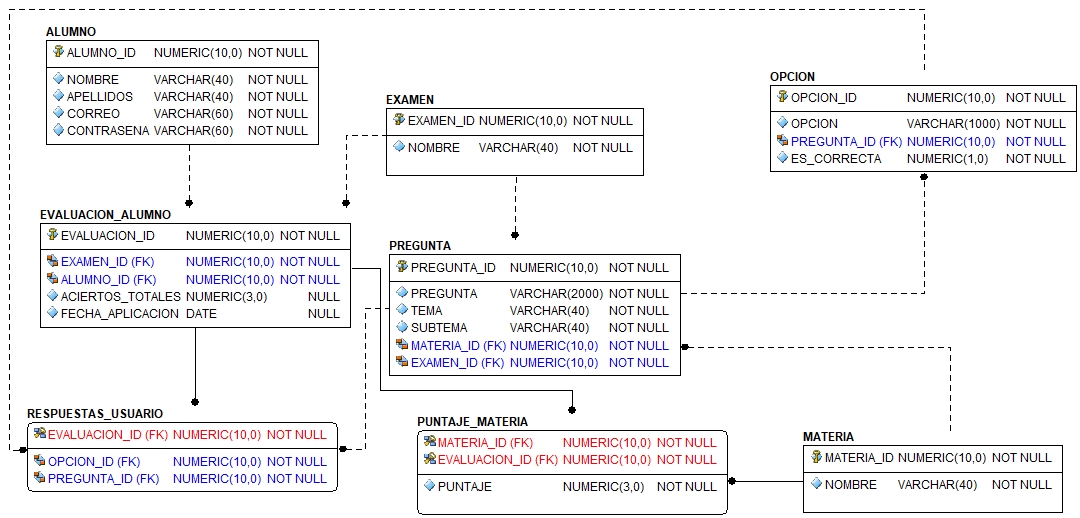 ALUMNO
ALUMNO_ID NUMERIC(10,0) NOT NULL
NOMBRE VARCHAR(40) NOT NULL
APELLIDOS VARCHAR(40) NOT NULL
CORREO VARCHAR(60) NOT NULL
CONTRASENA VARCHAR(60) NOT NULL
EXAMEN
EXAMEN_ID NUMERIC(10,0) NOT NULL
NOMBRE VARCHAR(40) NOT NULL
OPCION
OPCION_ID NUMERIC(10,0) NOT NULL
OPCION VARCHAR(1000) NOT NULL
PREGUNTA_ID (FK) NUMERIC(10,0) NOT NULL
ES_CORRECTA NUMERIC(1,0) NOT NULL
EVALUACION_ALUMNO
EVALUACION_ID NUMERIC(10,0) NOT NULL
EXAMEN_ID (FK) NUMERIC(10,0) NOT NULL
ALUMNO_ID (FK) NUMERIC(10,0) NOT NULL
ACIERTOS_TOTALES NUMERIC(3,0) NULL
FECHA_APLICACION DATE NULL
PREGUNTA
PREGUNTA_ID NUMERIC(10,0) NOT NULL
PREGUNTA VARCHAR(2000) NOT NULL
TEMA VARCHAR(40) NOT NULL
SUBTEMA VARCHAR(40) NOT NULL
MATERIA_ID (FK) NUMERIC(10,0) NOT NULL
EXAMEN_ID (FK) NUMERIC(10,0) NOT NULL
RESPUESTAS_USUARIO
EVALUACION_ID (FK) NUMERIC(10,0) NOT NULL
OPCION_ID (FK) NUMERIC(10,0) NOT NULL
PREGUNTA_ID (FK) NUMERIC(10,0) NOT NULL
PUNTAJE_MATERIA
MATERIA_ID (FK) NUMERIC(10,0) NOT NULL
EVALUACION_ID (FK) NUMERIC(10,0) NOT NULL
PUNTAJE NUMERIC(3,0) NOT NULL
MATERIA
MATERIA_ID NUMERIC(10,0) NOT NULL
NOMBRE VARCHAR(40) NOT NULL